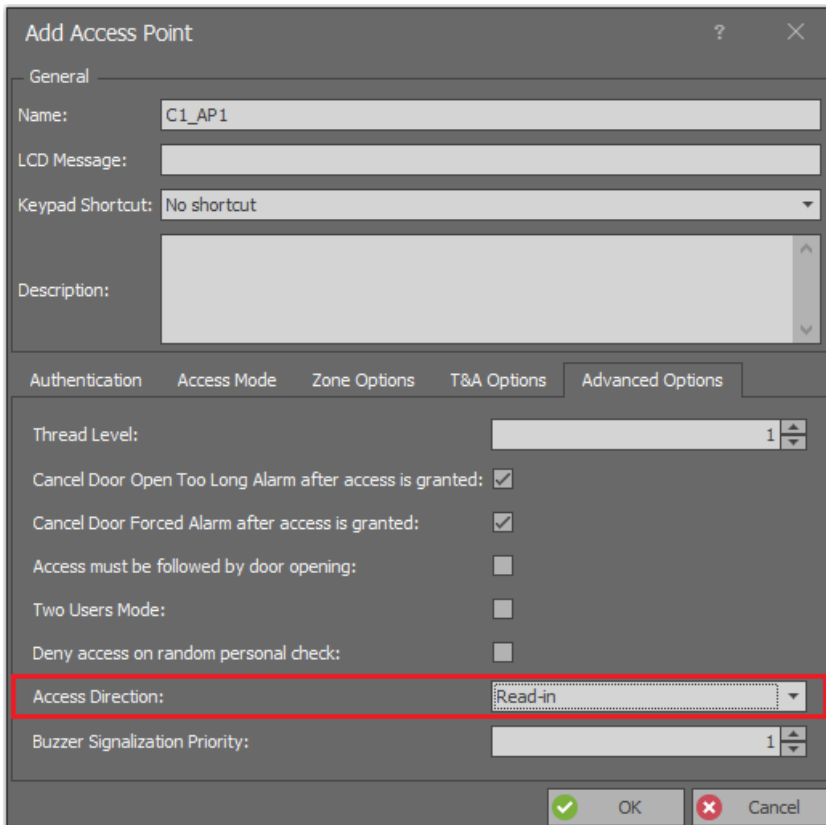 Add Access Point ?
General
Name: C1_AP1
LCD Message:
Keypad Shortcut: No shortcut
Description:
Authentication Access Mode Zone Options T&A Options Advanced Options
Thread Level: 1
Cancel Door Open Too Long Alarm after access is granted:
Cancel Door Forced Alarm after access is granted:
Access must be followed by door opening:
Two Users Mode:
Deny access on random personal check:
Access Direction: Read-in
Buzzer Signalization Priority: 1
OK Cancel